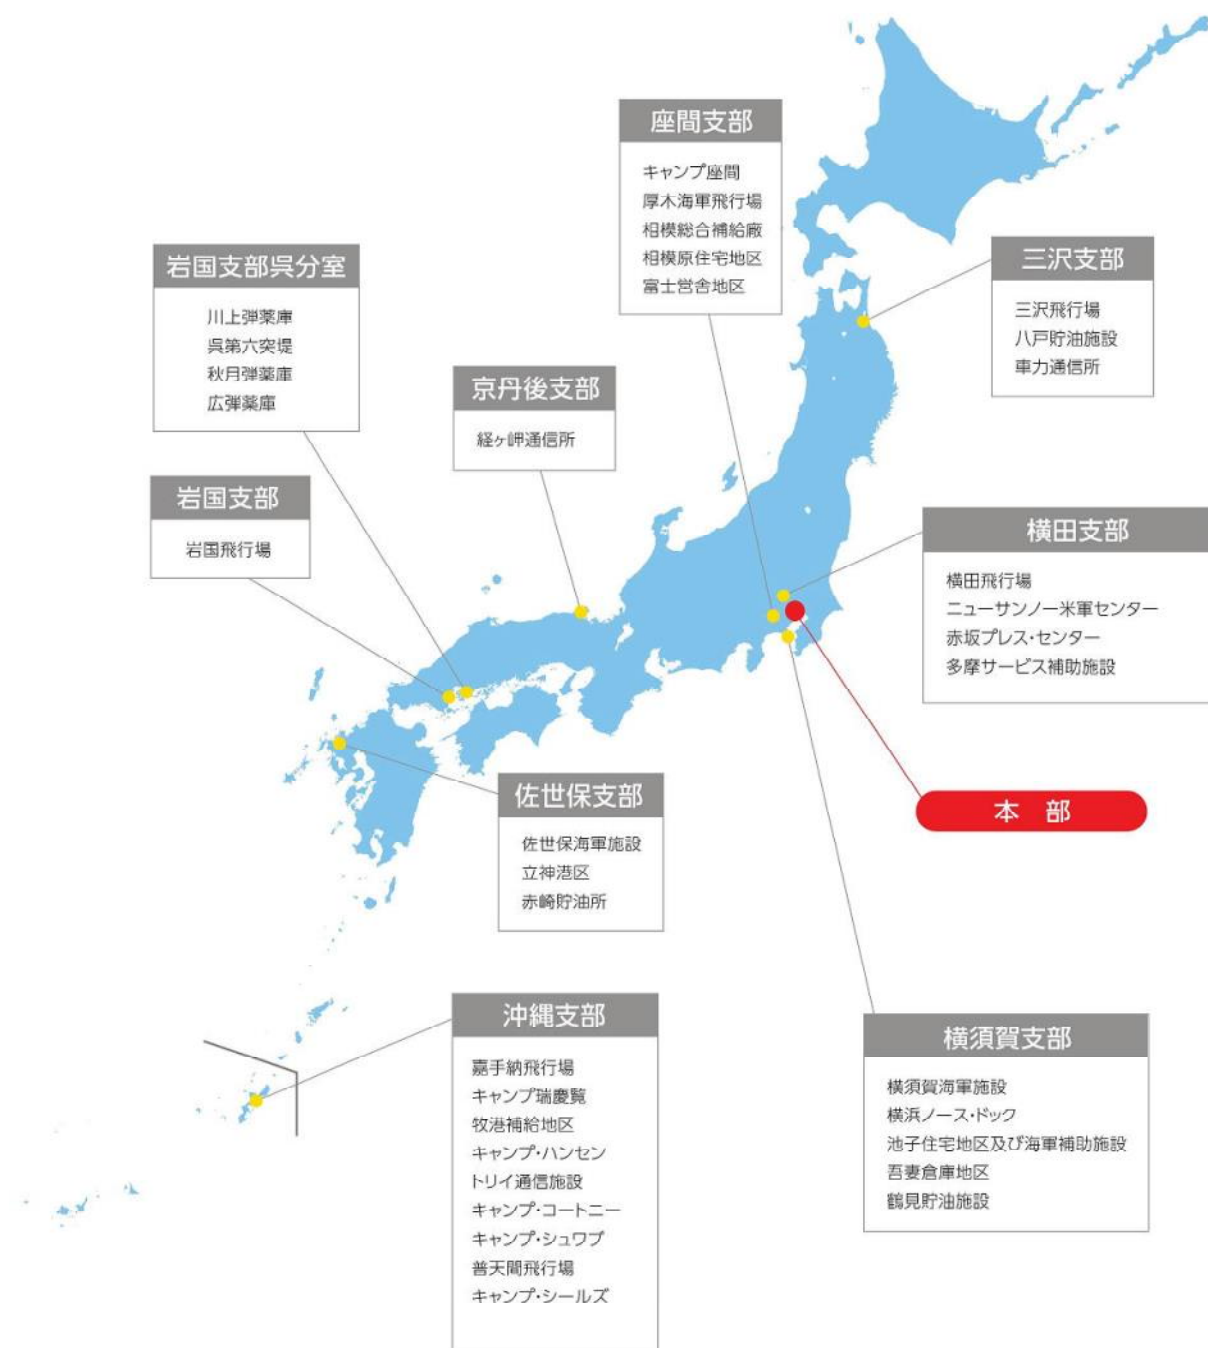 座間支部
キャンプ座間
厚木海軍飛行場
相模総合補給廠
相模原住宅地区
富士営舎地区
三沢支部
三沢飛行場
八戸貯油施設
車力通信所
岩国支部呉分室
川上弾薬庫
呉第六突堤
秋月弾薬庫
広弾薬庫
京丹後支部
経ヶ岬通信所
岩国支部
岩国飛行場
横田支部
横田飛行場
ニューサンノー米軍センター
赤坂プレス・センター
多摩サービス補助施設
本 部
佐世保支部
佐世保海軍施設
立神港区
赤崎貯油所
沖縄支部
嘉手納飛行場
キャンプ瑞慶覧
牧港補給地区
キャンプ・ハンセン
トリイ通信施設
キャンプ・コートニー
キャンプ・シュワブ
普天間飛行場
キャンプ・シールズ
横須賀支部
横須賀海軍施設
横浜ノース・ドック
池子住宅地区及び海軍補助施設
吾妻倉庫地区
鶴見貯油施設